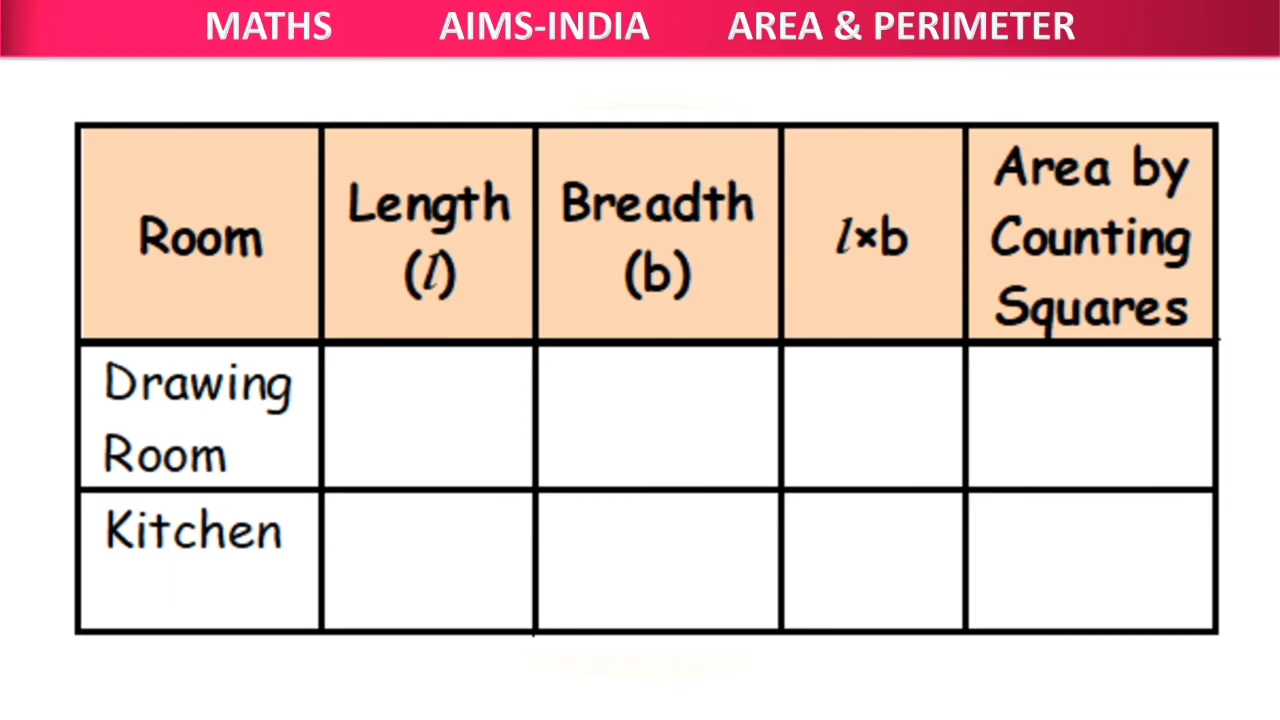 MATHS AIMS-INDIA AREA & PERIMETER
Room
Length
(l)
Breadth
(b)
l×b
Area by
Counting
Squares
Drawing
Room
Kitchen